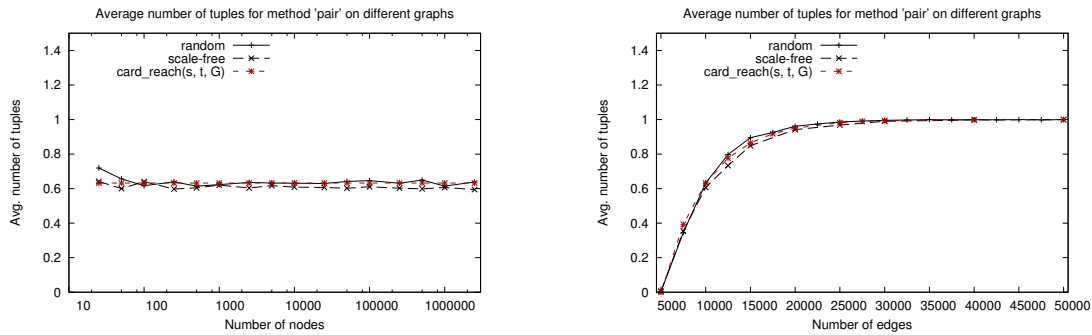 Average number of tuples for method 'pair' on different graphs
random
scale-free
card_reach(s, t, G)
1.4
1.2
1
0.8
0.6
0.4
0.2
0
Avg. number of tuples
10 100 1000 10000 100000 1000000
Number of nodes
Average number of tuples for method 'pair' on different graphs
random
scale-free
card_reach(s, t, G)
1.4
1.2
1
0.8
0.6
0.4
0.2
0
Avg. number of tuples
5000 10000 15000 20000 25000 30000 35000 40000 45000 50000
Number of edges